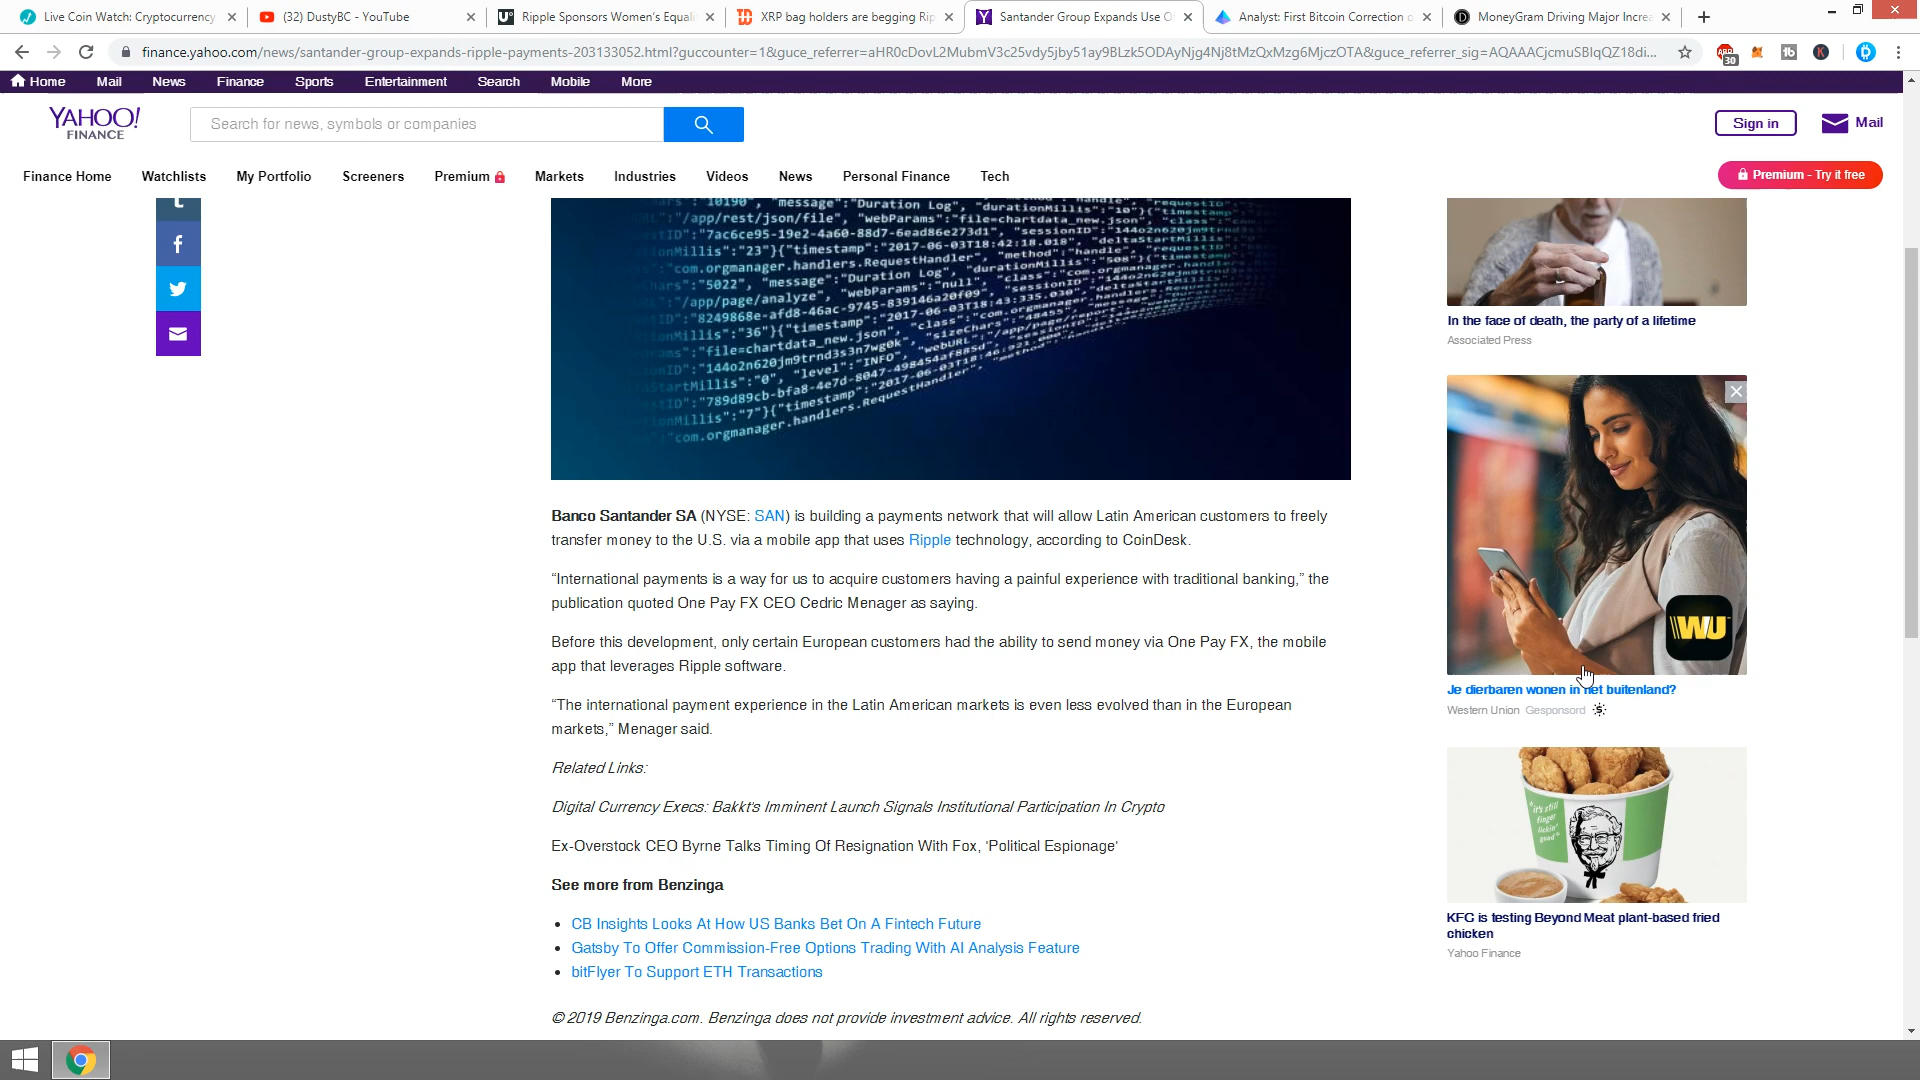 Live Coin Watch: Cryptocurrency
(32) DustyBC - YouTube
Ripple Sponsors Women's Equali
XRP bag holders are begging Rip
Santander Group Expands Use O
Analyst: First Bitcoin Correction o
MoneyGram Driving Major Increa
finance.yahoo.com/news/santander-group-expands-ripple-payments-203133052.html?guccounter=1&guce_referrer=aHR0cDovL2MubmV3c25vdy5jby51ay9BLzk5ODAyNjg4Nj8tMzQxMzg6MjczOTA&guce_referrer_sig=AQAAACjcmuSBIqQZ18di...
30
Home Mail News Finance Sports Entertainment Search Mobile More
YAHOO!
FINANCE
Search for news, symbols or companies
Sign in
Mail
Finance Home Watchlists My Portfolio Screeners Premium Markets Industries Videos News Personal Finance Tech
Premium - Try it free
Banco Santander SA (NYSE: SAN) is building a payments network that will allow Latin American customers to freely
transfer money to the U.S. via a mobile app that uses Ripple technology, according to CoinDesk.
“International payments is a way for us to acquire customers having a painful experience with traditional banking,” the
publication quoted One Pay FX CEO Cedric Menager as saying.
Before this development, only certain European customers had the ability to send money via One Pay FX, the mobile
app that leverages Ripple software.
“The international payment experience in the Latin American markets is even less evolved than in the European
markets,” Menager said.
Related Links:
Digital Currency Execs: Bakkt's Imminent Launch Signals Institutional Participation In Crypto
Ex-Overstock CEO Byrne Talks Timing Of Resignation With Fox, 'Political Espionage'
See more from Benzinga
CB Insights Looks At How US Banks Bet On A Fintech Future
Gatsby To Offer Commission-Free Options Trading With AI Analysis Feature
bitFlyer To Support ETH Transactions
© 2019 Benzinga.com. Benzinga does not provide investment advice. All rights reserved.
In the face of death, the party of a lifetime
Associated Press
WU
Je dierbaren wonen in het buitenland?
Western Union Gesponsord
"it's still
finger
lickin'
good"
KFC is testing Beyond Meat plant-based fried
chicken
Yahoo Finance